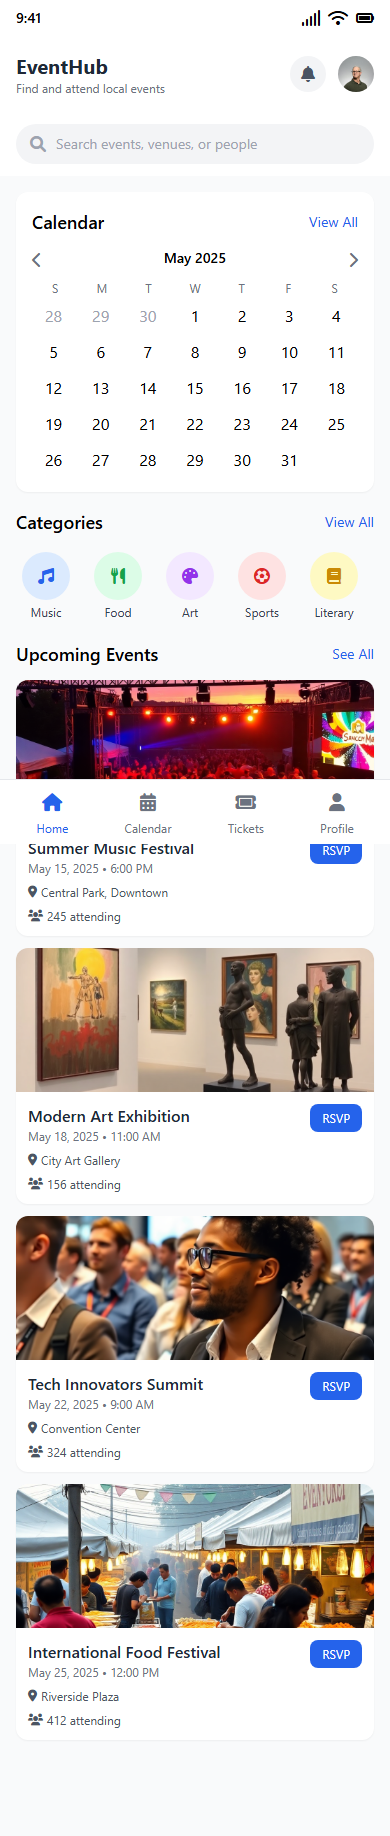 9:41
EventHub
Find and attend local events
Search events, venues, or people
Calendar
View All
May 2025
S M T W T F S
28 29 30 1 2 3 4
5 6 7 8 9 10 11
12 13 14 15 16 17 18
19 20 21 22 23 24 25
26 27 28 29 30 31
Categories
View All
Music Food Art Sports Literary
Upcoming Events
See All
Home Calendar Tickets Profile
Summer Music Festival
RSVP
May 15, 2025 • 6:00 PM
Central Park, Downtown
245 attending
Modern Art Exhibition
RSVP
May 18, 2025 • 11:00 AM
City Art Gallery
156 attending
Tech Innovators Summit
RSVP
May 22, 2025 • 9:00 AM
Convention Center
324 attending
International Food Festival
RSVP
May 25, 2025 • 12:00 PM
Riverside Plaza
412 attending